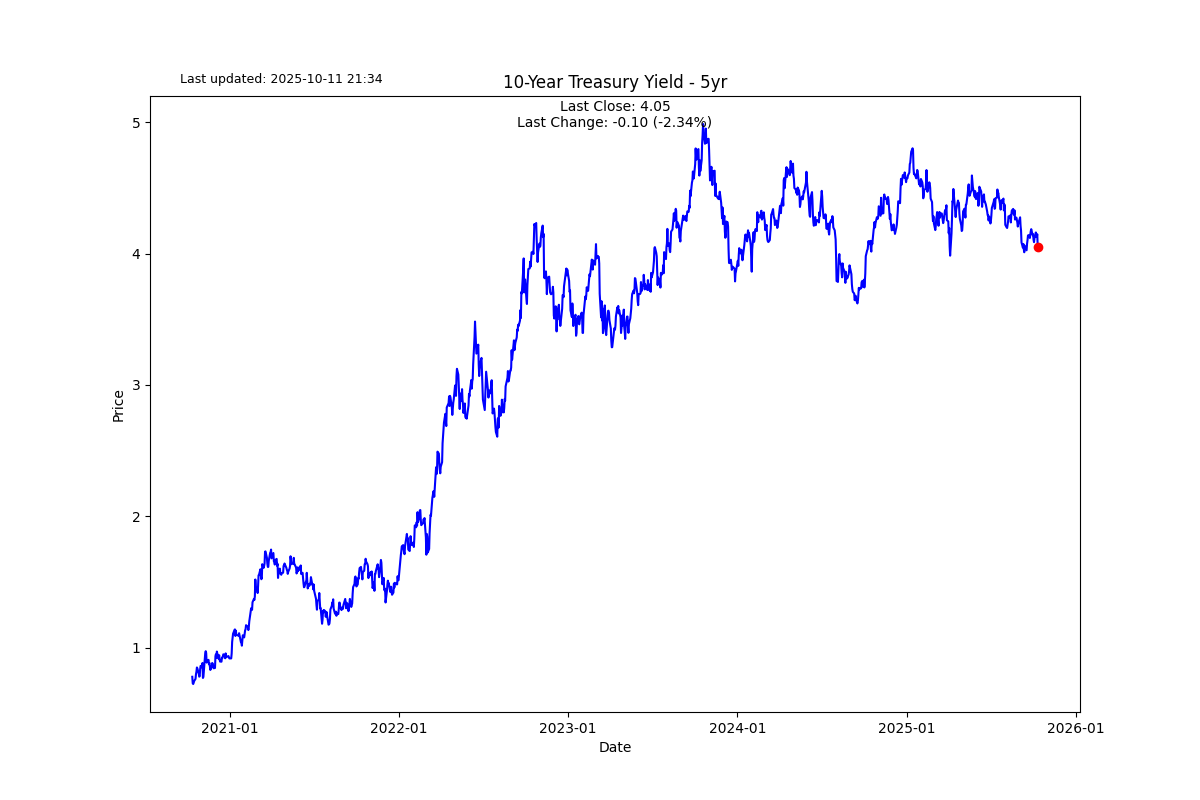 Last updated: 2025-10-11 21:34
10-Year Treasury Yield - 5yr
Last Close: 4.05
Last Change: -0.10 (-2.34%)
5
4
3
2
1
Price
2021-01
2022-01
2023-01
2024-01
2025-01
2026-01
Date